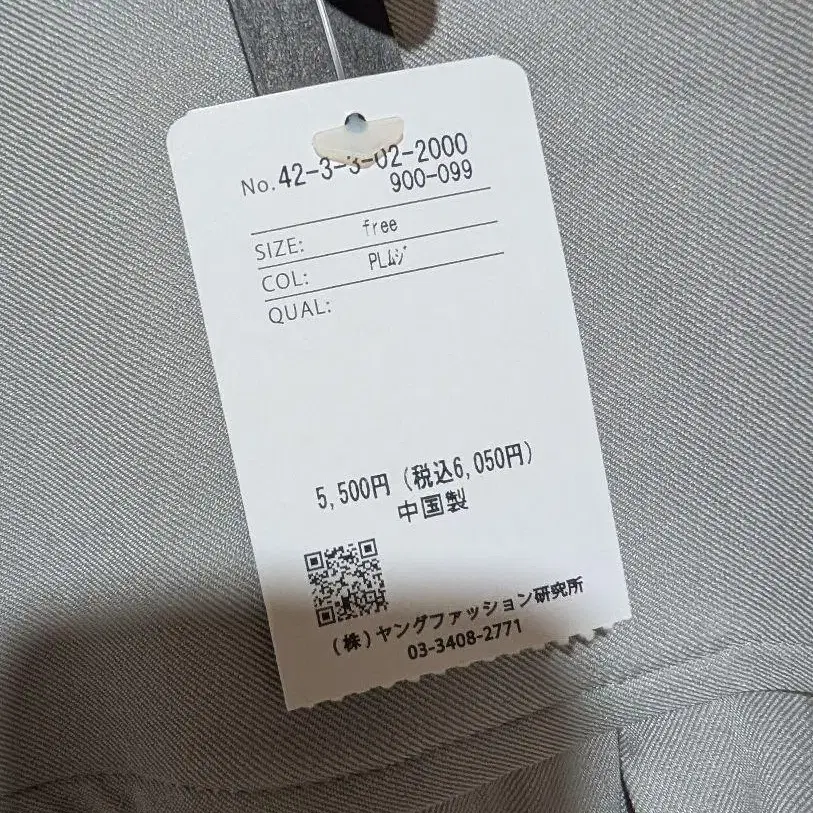 No. 42-3-3-02-2000
900-099
SIZE: free
COL: PLﾑｼﾞ
QUAL:
5,500円 (税込6,050円)
中国製
(株)ヤングファッション研究所
03-3408-2771